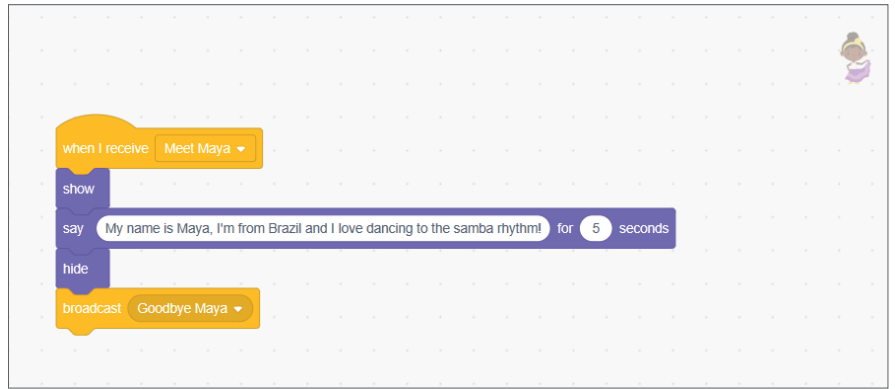 when I receive Meet Maya
show
say My name is Maya, I'm from Brazil and I love dancing to the samba rhythm! for 5 seconds
hide
broadcast Goodbye Maya